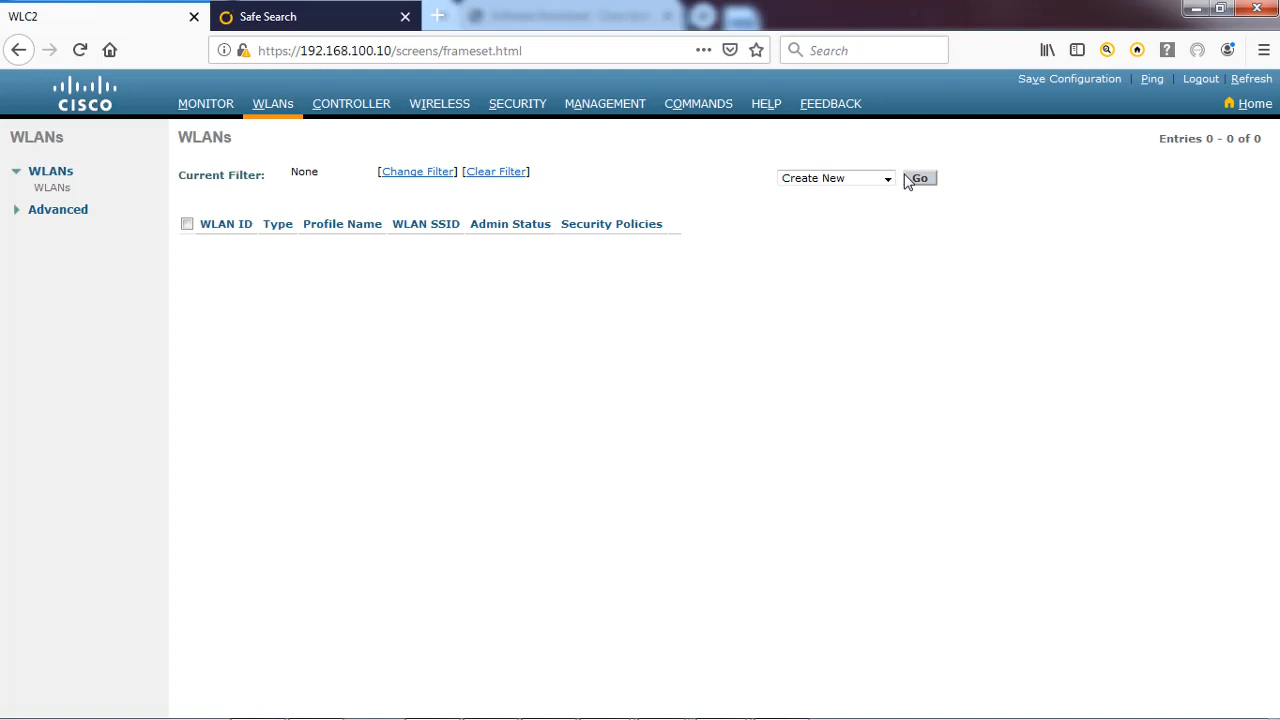 WLC2
Safe Search
https://192.168.100.10/screens/frameset.html
Search
CISCO
Save Configuration | Ping | Logout | Refresh
MONITOR WLANs CONTROLLER WIRELESS SECURITY MANAGEMENT COMMANDS HELP FEEDBACK
Home
WLANs
WLANs
WLANs
Advanced
WLANs
Entries 0 - 0 of 0
Current Filter: None [Change Filter] [Clear Filter]
Create New
Go
WLAN ID Type Profile Name WLAN SSID Admin Status Security Policies